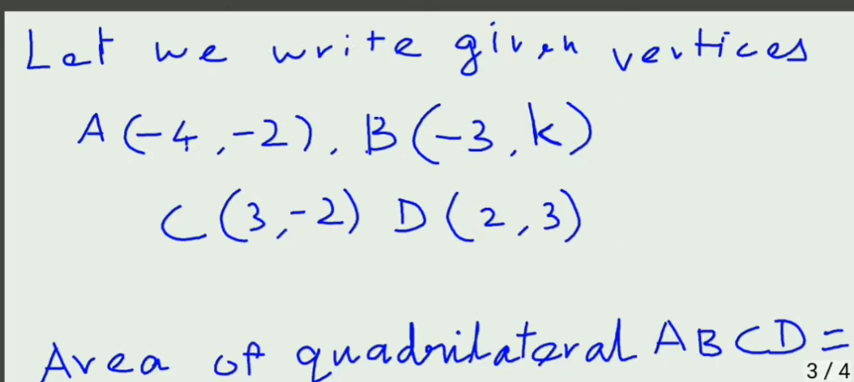 Let we write given vertices
A(-4,-2), B(-3,k)
C(3,-2) D(2,3)
Area of quadrilateral ABCD=
3/4